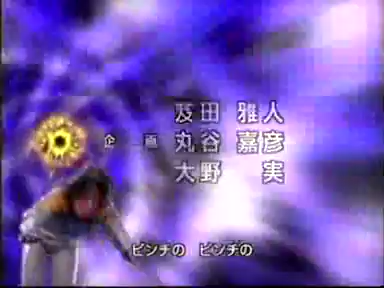 及田 雅人
企 画 丸谷 嘉彦
大野 実
ピンチの ピンチの